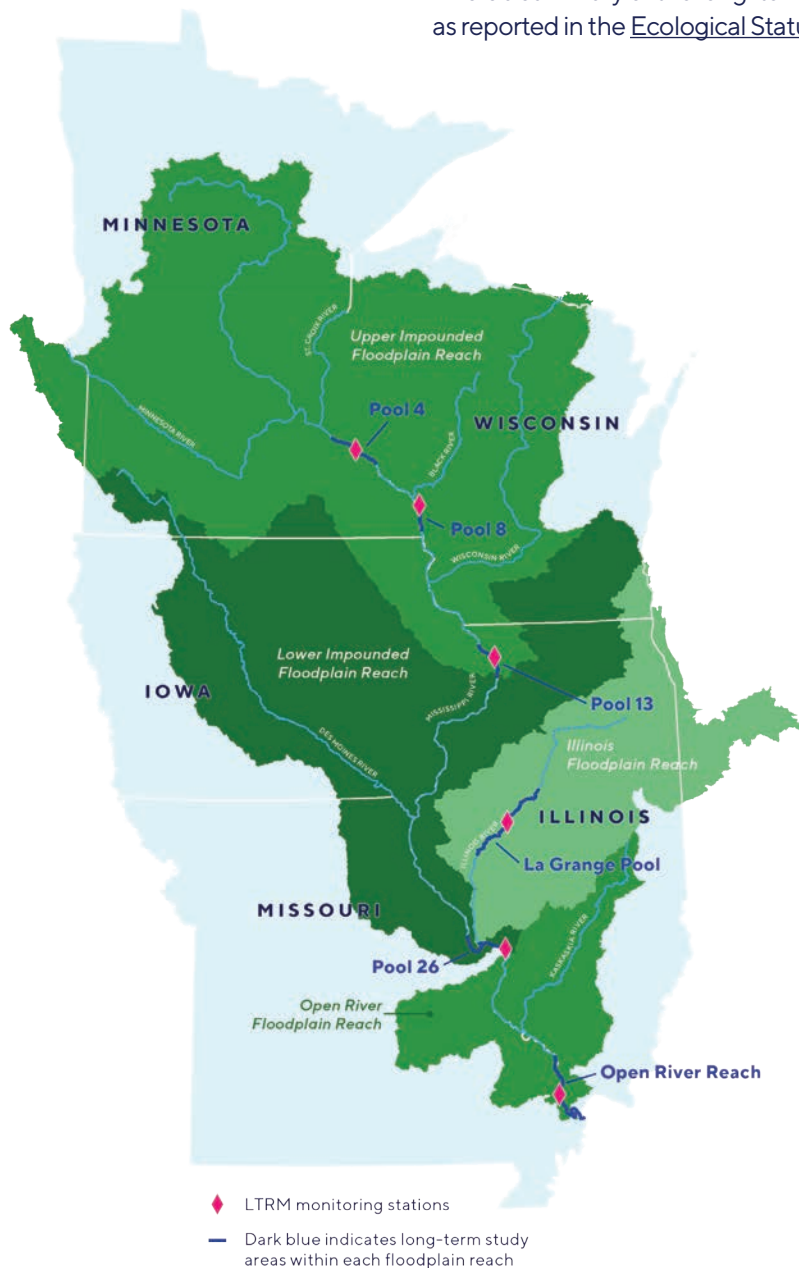 as reported in the Ecological Statu
MINNESOTA
ST. CROIX RIVER
Upper Impounded
Floodplain Reach
Pool 4
WISCONSIN
MINNESOTA RIVER
BLACK RIVER
Pool 8
WISCONSIN RIVER
Lower Impounded
Floodplain Reach
IOWA
MISSISSIPPI RIVER
Pool 13
DES MOINES RIVER
Illinois
Floodplain Reach
ILLINOIS
ILLINOIS RIVER
La Grange Pool
MISSOURI
KASKASKIA RIVER
Pool 26
Open River
Floodplain Reach
Open River Reach
LTRM monitoring stations
Dark blue indicates long-term study
areas within each floodplain reach